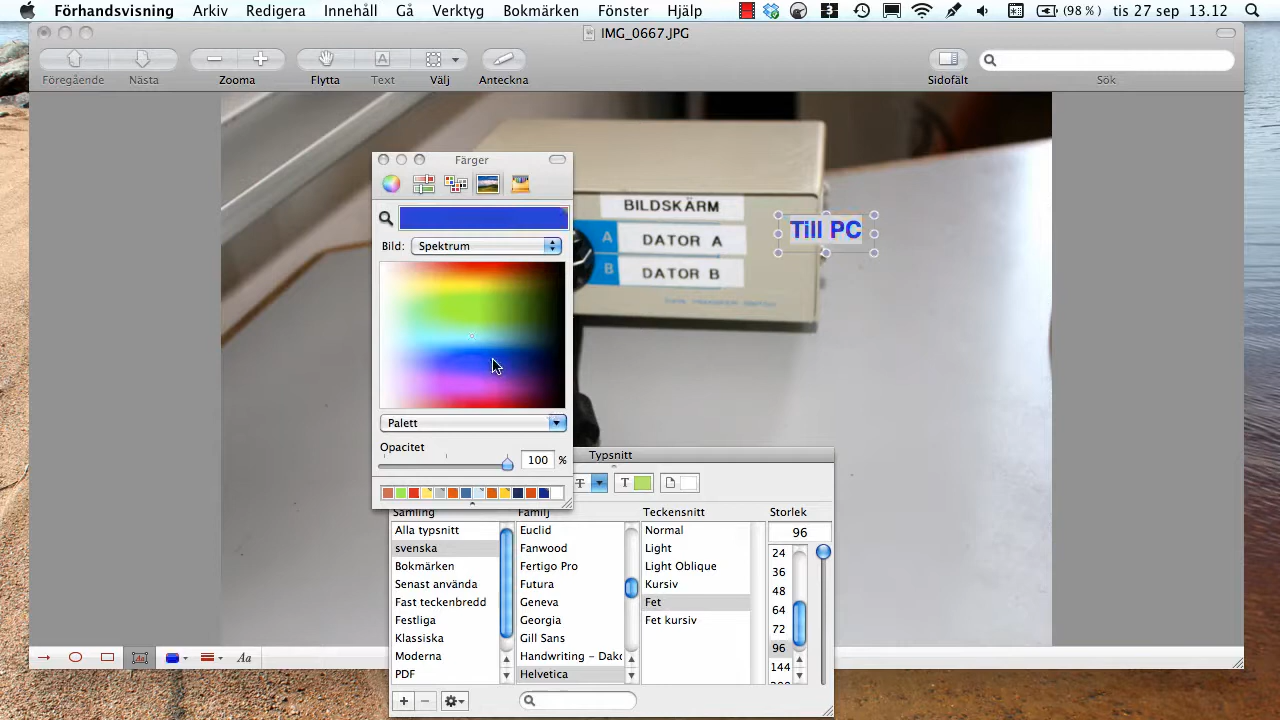 Förhandsvisning Arkiv Redigera Innehåll Gå Verktyg Bokmärken Fönster Hjälp (98 %) tis 27 sep 13.12
IMG_0667.JPG
Föregående Nästa Zooma Flytta Text Välj Anteckna Sidofält Sök
Färger
Bild: Spektrum
Palett
Opacitet
100 %
BILDSKÄRM
A DATOR A
B DATOR B
DATA TRANSFER SWITCH
Till PC
Typsnitt
T T
Samling Familj Teckensnitt Storlek
96
Alla typsnitt
svenska
Bokmärken
Senast använda
Fast teckenbredd
Festliga
Klassiska
Moderna
PDF
Euclid
Fanwood
Fertigo Pro
Futura
Geneva
Georgia
Gill Sans
Handwriting - Dako
Helvetica
Normal
Light
Light Oblique
Kursiv
Fet
Fet kursiv
24
36
48
64
72
96
144
Aa